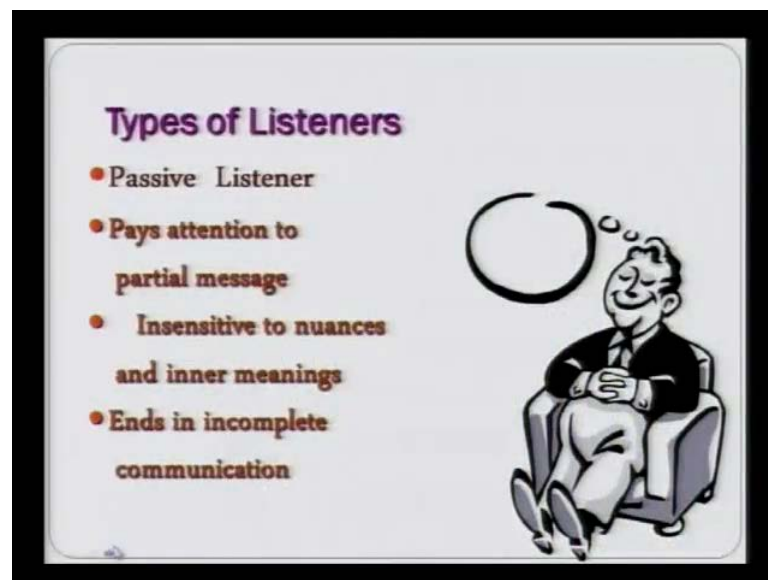 Types of Listeners
Passive Listener
Pays attention to
partial message
Insensitive to nuances
and inner meanings
Ends in incomplete
communication